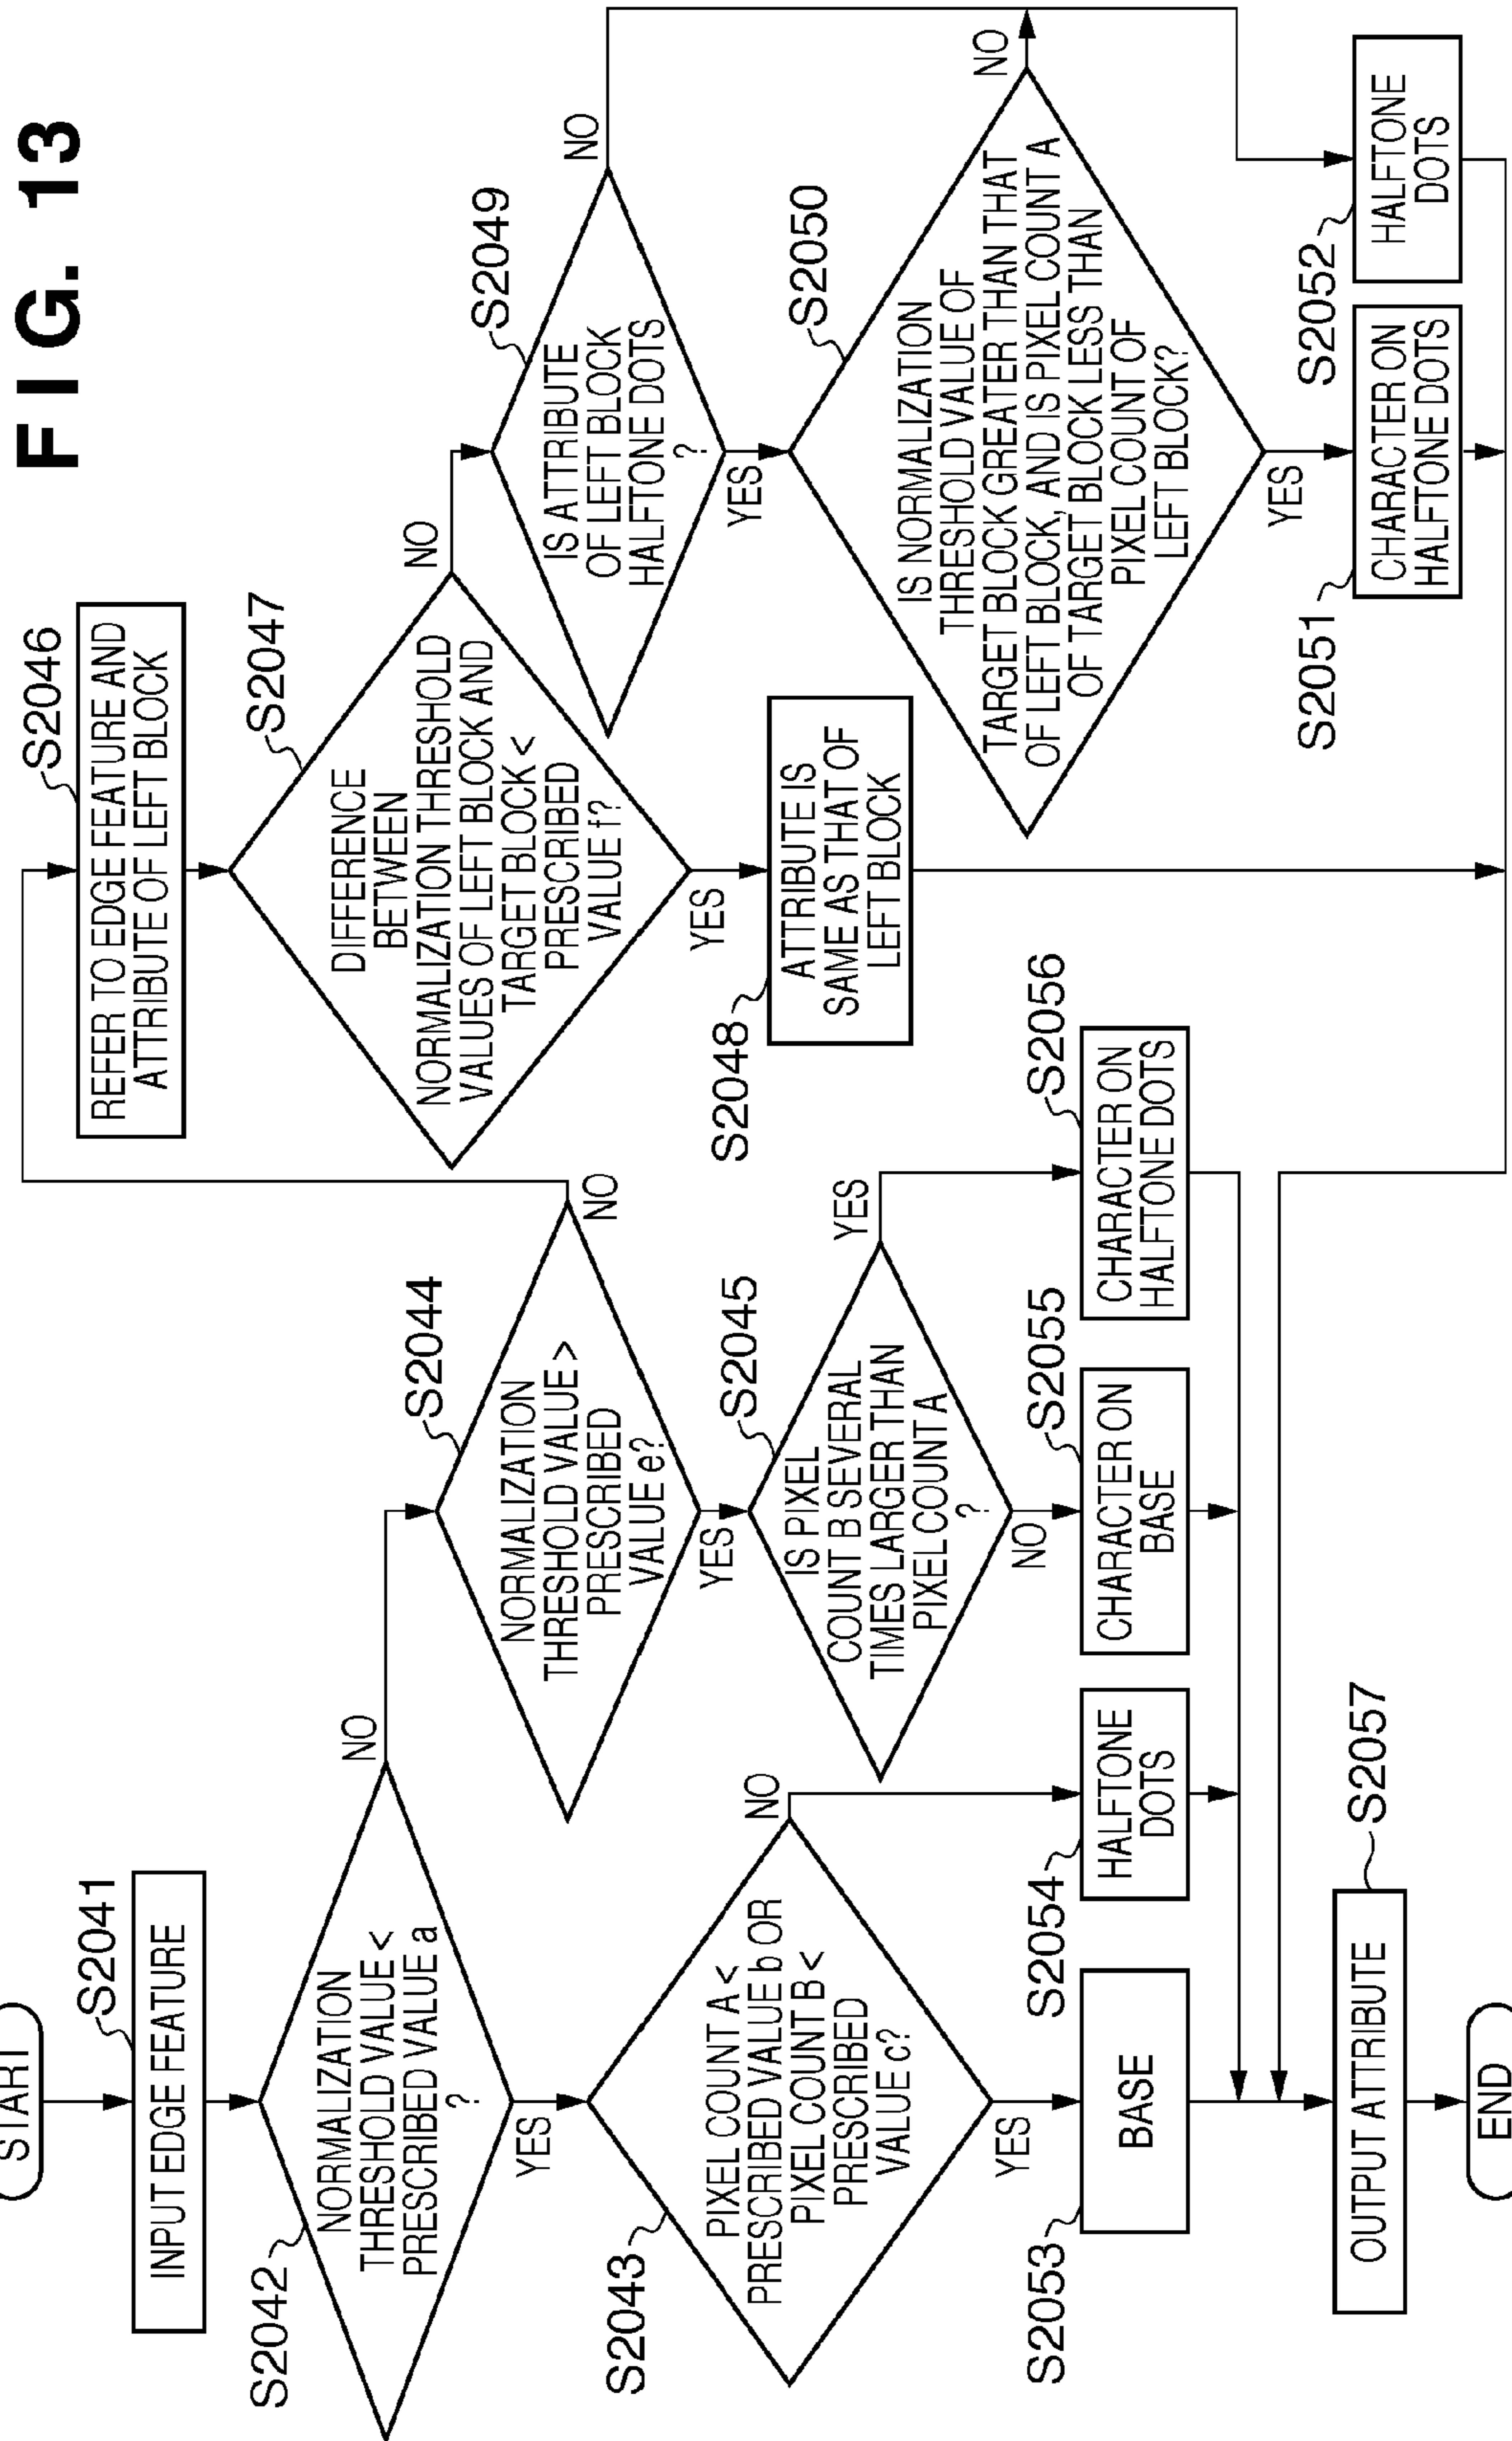 FIG. 13
START
S2041
INPUT EDGE FEATURE
S2042
NORMALIZATION
THRESHOLD VALUE <
PRESCRIBED VALUE a
?
NO
YES
S2043
PIXEL COUNT A <
PRESCRIBED VALUE b OR
PIXEL COUNT B <
PRESCRIBED
VALUE c?
NO
YES
S2044
NORMALIZATION
THRESHOLD VALUE >
PRESCRIBED
VALUE e?
NO
YES
S2045
IS PIXEL
COUNT B SEVERAL
TIMES LARGER THAN
PIXEL COUNT A
?
YES
NO
S2046
REFER TO EDGE FEATURE AND
ATTRIBUTE OF LEFT BLOCK
S2047
DIFFERENCE
BETWEEN
NORMALIZATION THRESHOLD
VALUES OF LEFT BLOCK AND
TARGET BLOCK <
PRESCRIBED
VALUE f?
NO
YES
S2048
ATTRIBUTE IS
SAME AS THAT OF
LEFT BLOCK
S2049
IS ATTRIBUTE
OF LEFT BLOCK
HALFTONE DOTS
?
NO
YES
S2050
IS NORMALIZATION
THRESHOLD VALUE OF
TARGET BLOCK GREATER THAN THAT
OF LEFT BLOCK, AND IS PIXEL COUNT A
OF TARGET BLOCK LESS THAN
PIXEL COUNT OF
LEFT BLOCK?
NO
YES
S2051
CHARACTER ON
HALFTONE DOTS
S2052
HALFTONE
DOTS
S2053
BASE
S2054
HALFTONE
DOTS
S2055
CHARACTER ON
BASE
S2056
CHARACTER ON
HALFTONE DOTS
S2057
OUTPUT ATTRIBUTE
END